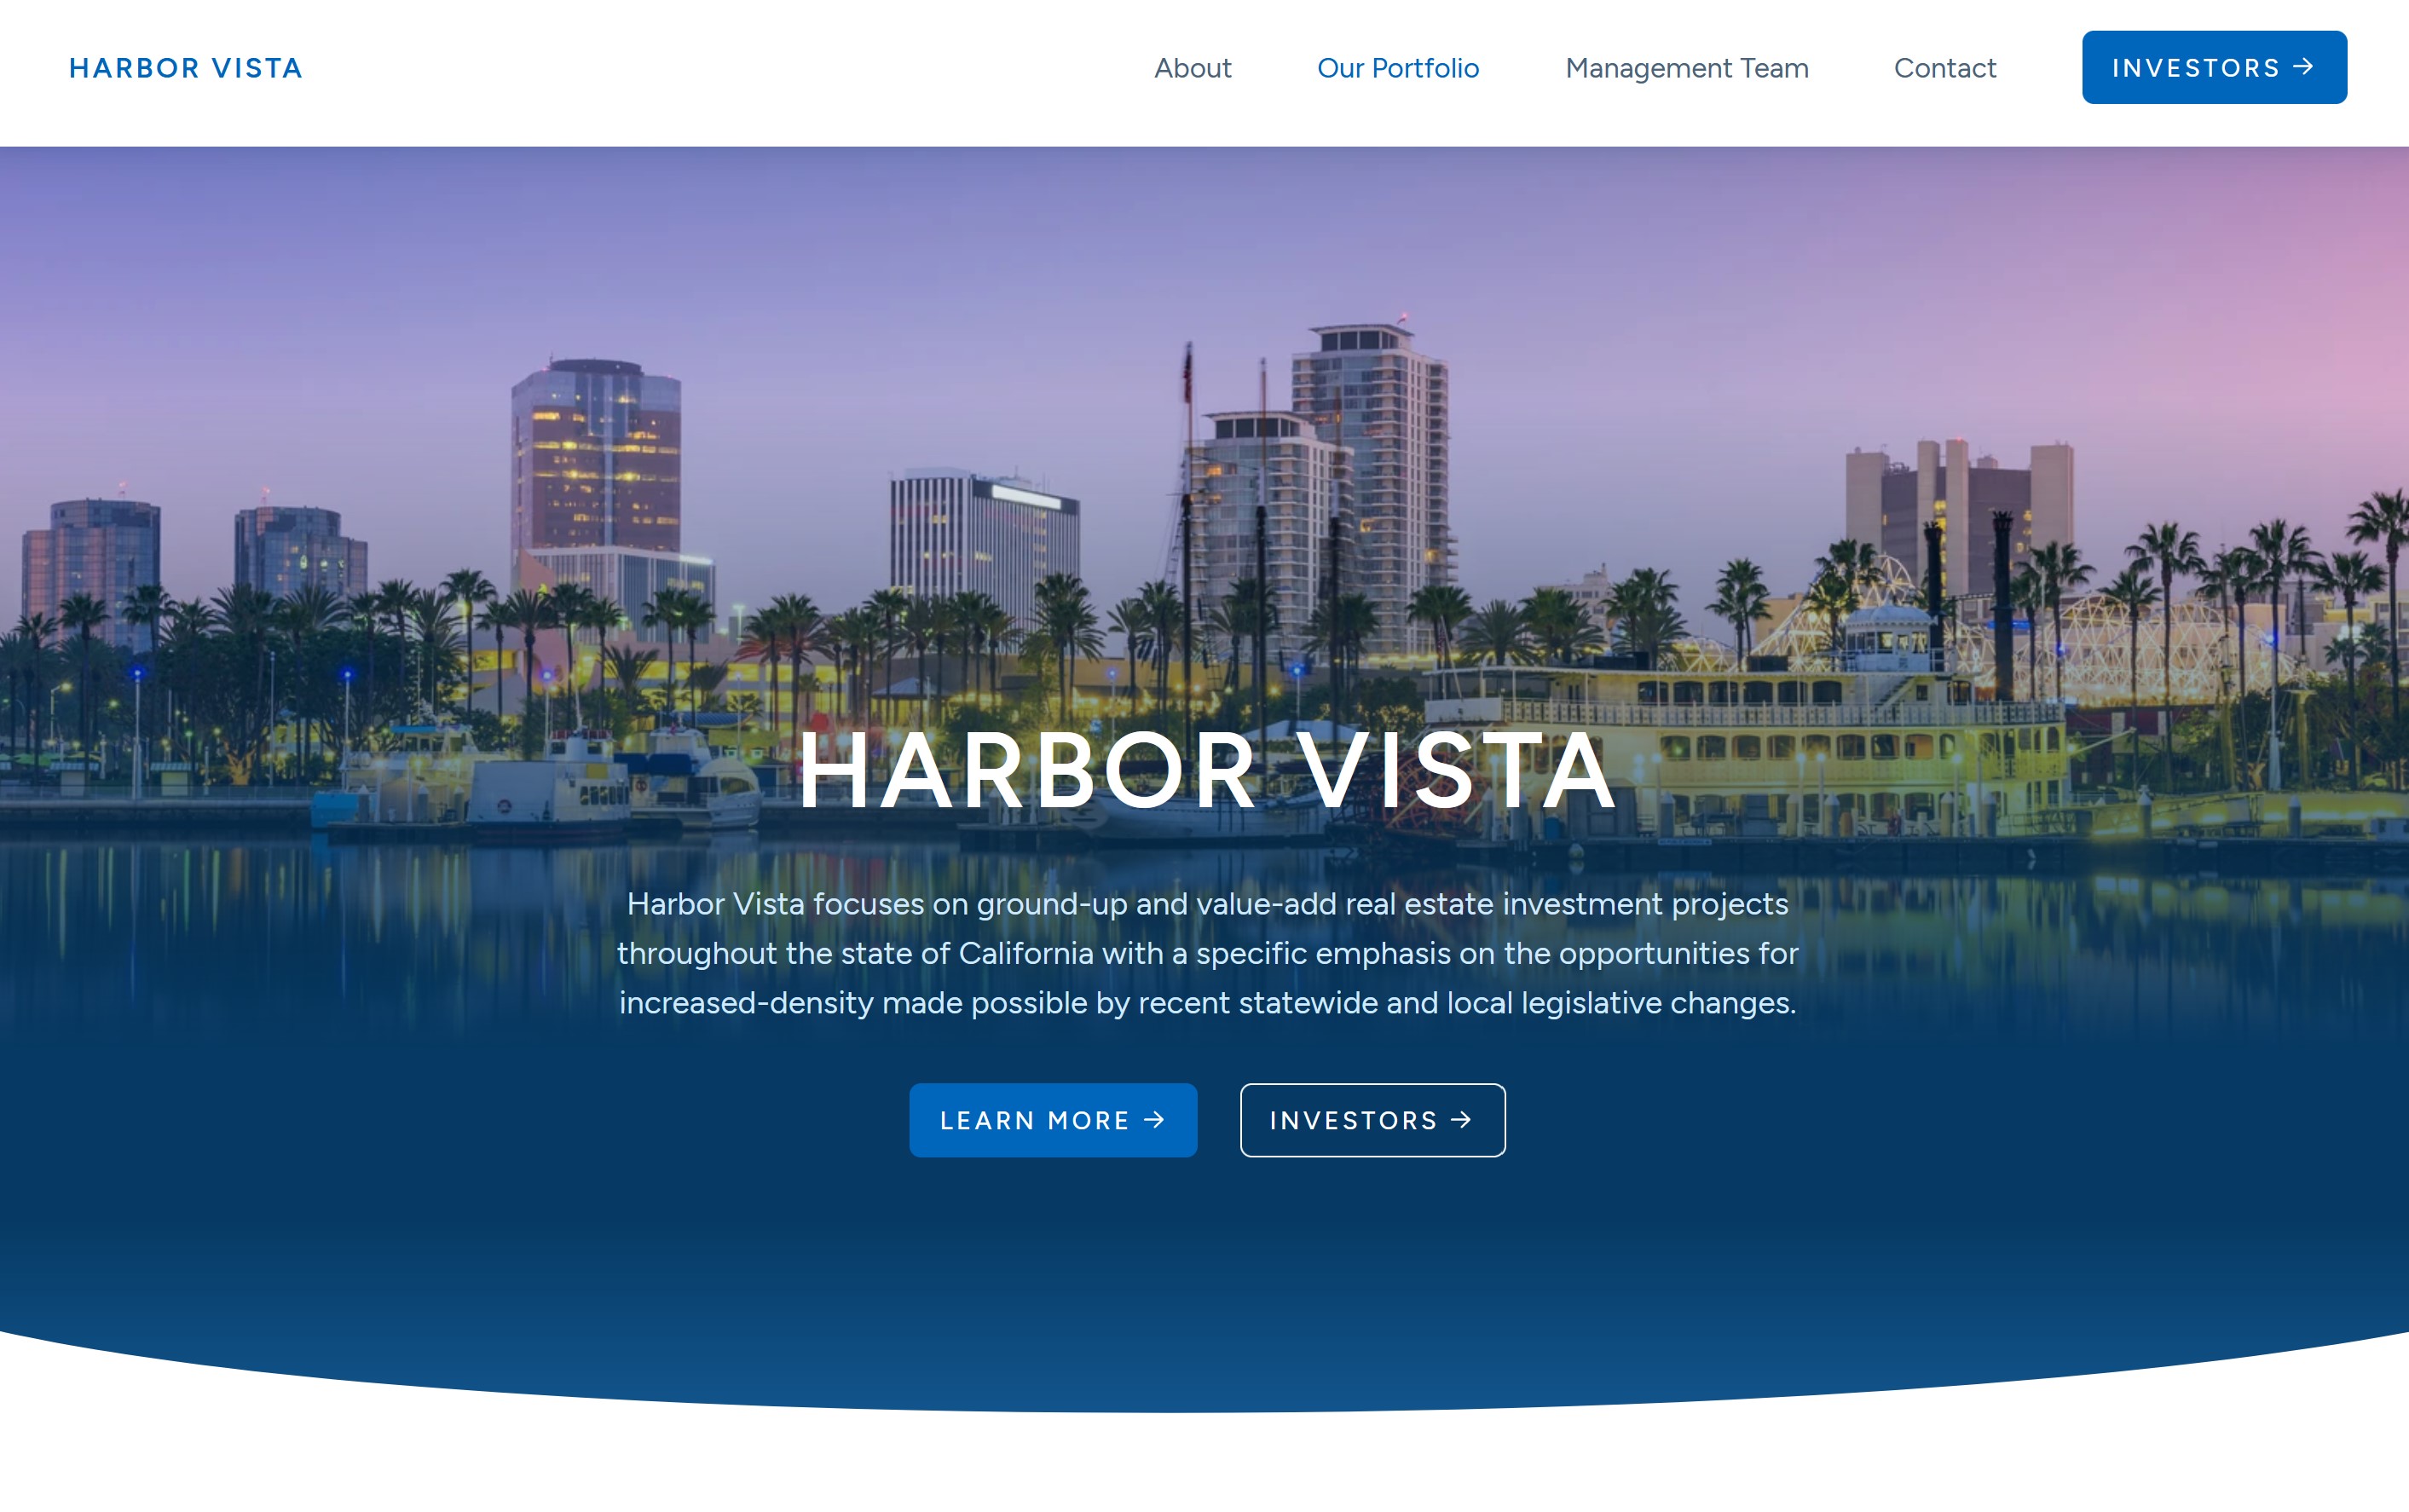 HARBOR VISTA
About
Our Portfolio
Management Team
Contact
INVESTORS →
HARBOR VISTA
Harbor Vista focuses on ground-up and value-add real estate investment projects
throughout the state of California with a specific emphasis on the opportunities for
increased-density made possible by recent statewide and local legislative changes.
LEARN MORE →
INVESTORS →